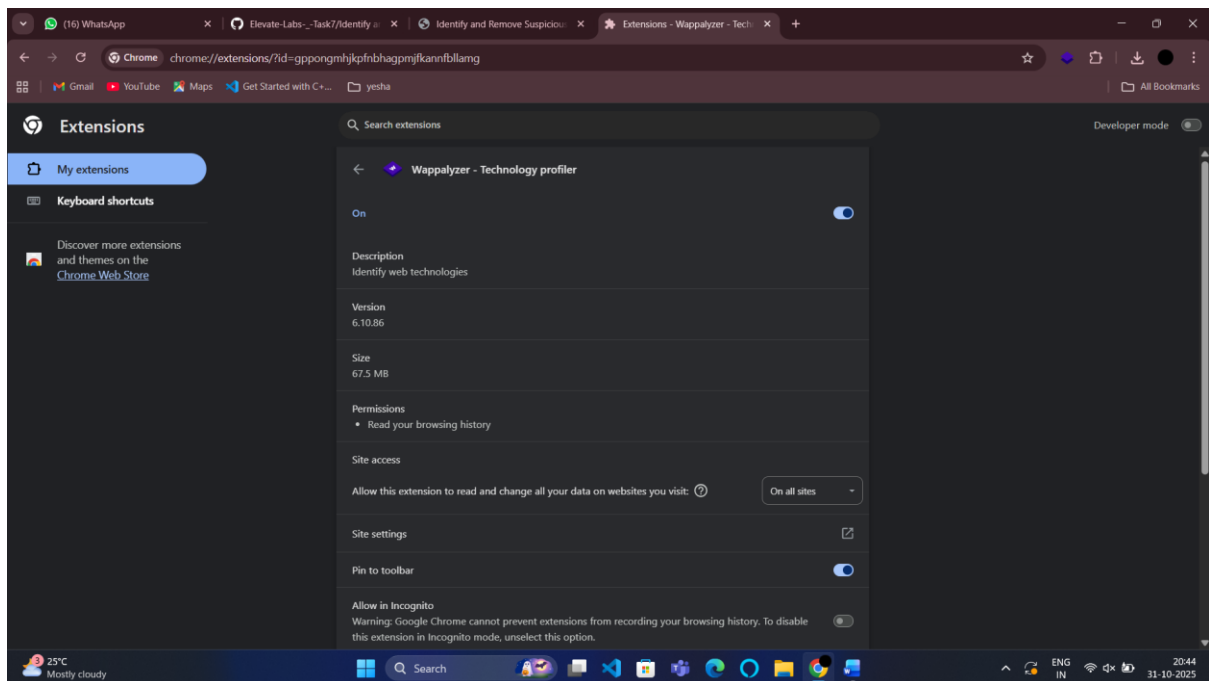 (16) WhatsApp
Elevate-Labs-_-Task7/Identify a
Identify and Remove Suspiciou
Extensions - Wappalyzer - Tech
Chrome chrome://extensions/?id=gppongmhjkpfnbhagpmjfkannfbllamg
Gmail YouTube Maps Get Started with C+... yesha All Bookmarks
Extensions
Search extensions
Developer mode
My extensions
Keyboard shortcuts
Discover more extensions
and themes on the
Chrome Web Store
Wappalyzer - Technology profiler
On
Description
Identify web technologies
Version
6.10.86
Size
67.5 MB
Permissions
• Read your browsing history
Site access
Allow this extension to read and change all your data on websites you visit: On all sites
Site settings
Pin to toolbar
Allow in Incognito
Warning: Google Chrome cannot prevent extensions from recording your browsing history. To disable
this extension in Incognito mode, unselect this option.
3
25°C
Mostly cloudy
Search
ENG
IN
20:44
31-10-2025